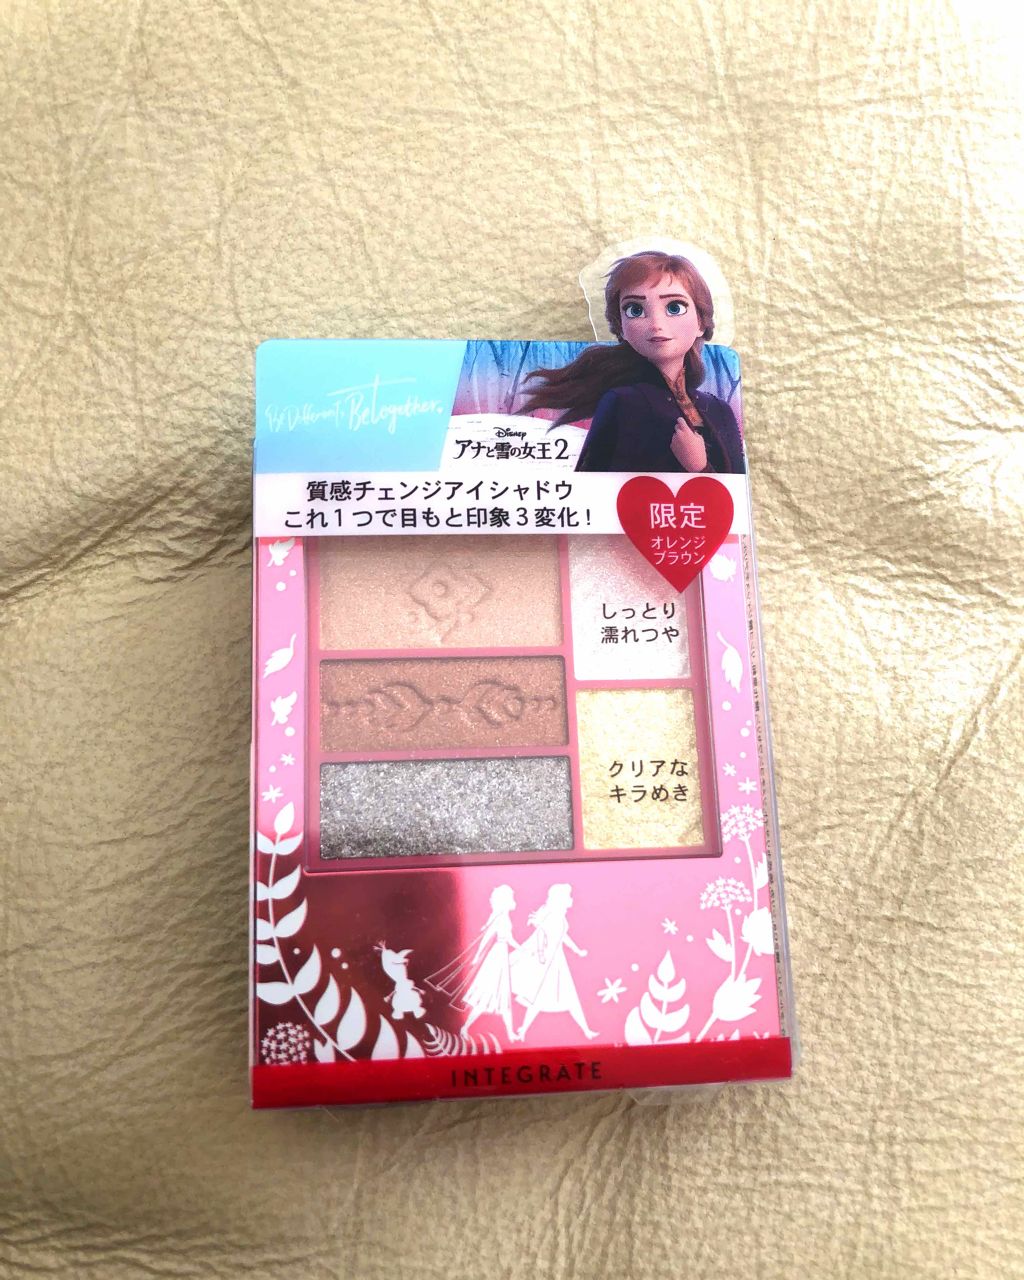 Be Different, Be Together.
Disney
アナと雪の女王2
質感チェンジアイシャドウ
これ1つで目もと印象3変化!
限定
オレンジ
ブラウン
しっとり
濡れつや
クリアな
キラめき
INTEGRATE